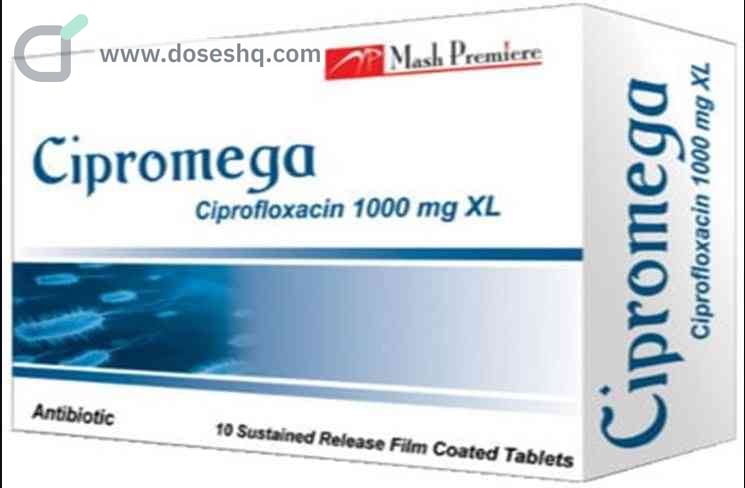 www.doseshq.com
Mash Premiere
Cipromega
Ciprofloxacin 1000 mg XL
Antibiotic
10 Sustained Release Film Coated Tablets
Cipromega
Ciprofloxacin 1000 mg XL